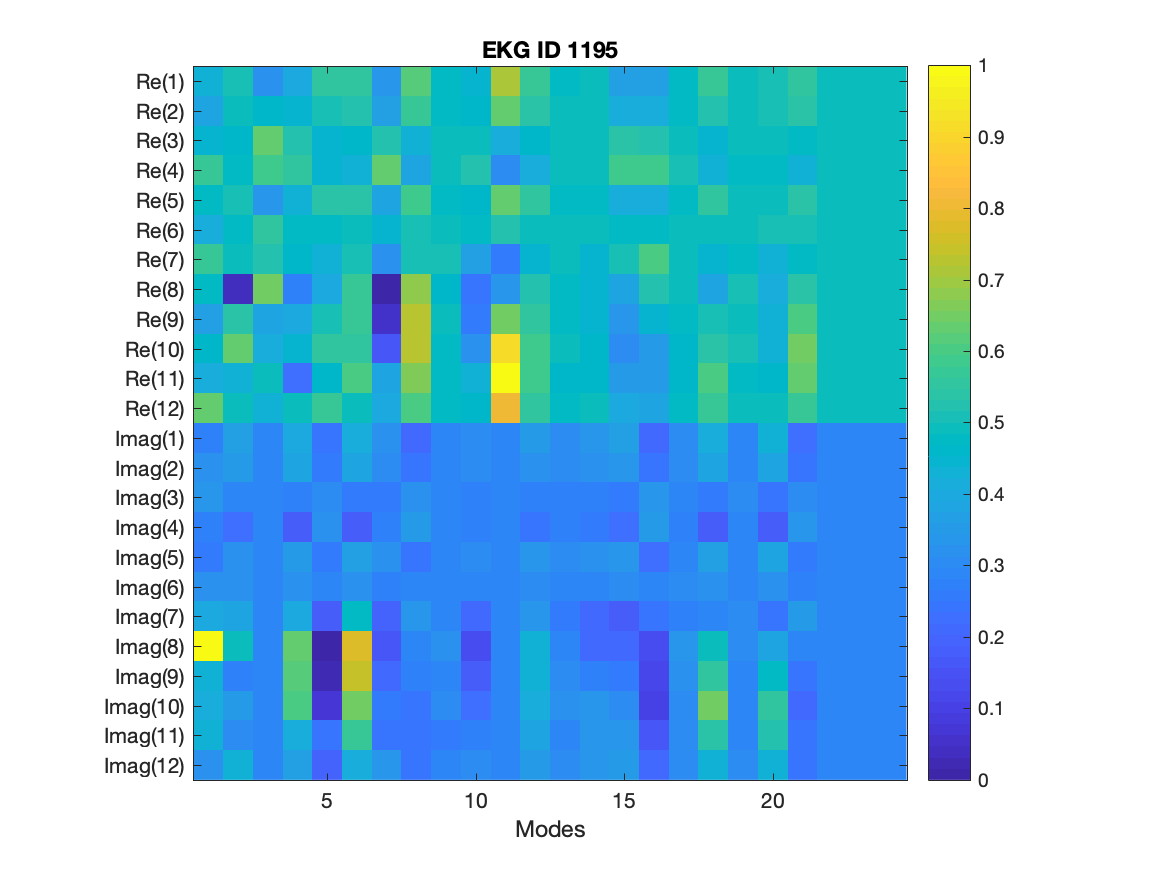 EKG ID 1195
Re(1)
Re(2)
Re(3)
Re(4)
Re(5)
Re(6)
Re(7)
Re(8)
Re(9)
Re(10)
Re(11)
Re(12)
Imag(1)
Imag(2)
Imag(3)
Imag(4)
Imag(5)
Imag(6)
Imag(7)
Imag(8)
Imag(9)
Imag(10)
Imag(11)
Imag(12)
5 10 15 20
Modes
1
0.9
0.8
0.7
0.6
0.5
0.4
0.3
0.2
0.1
0